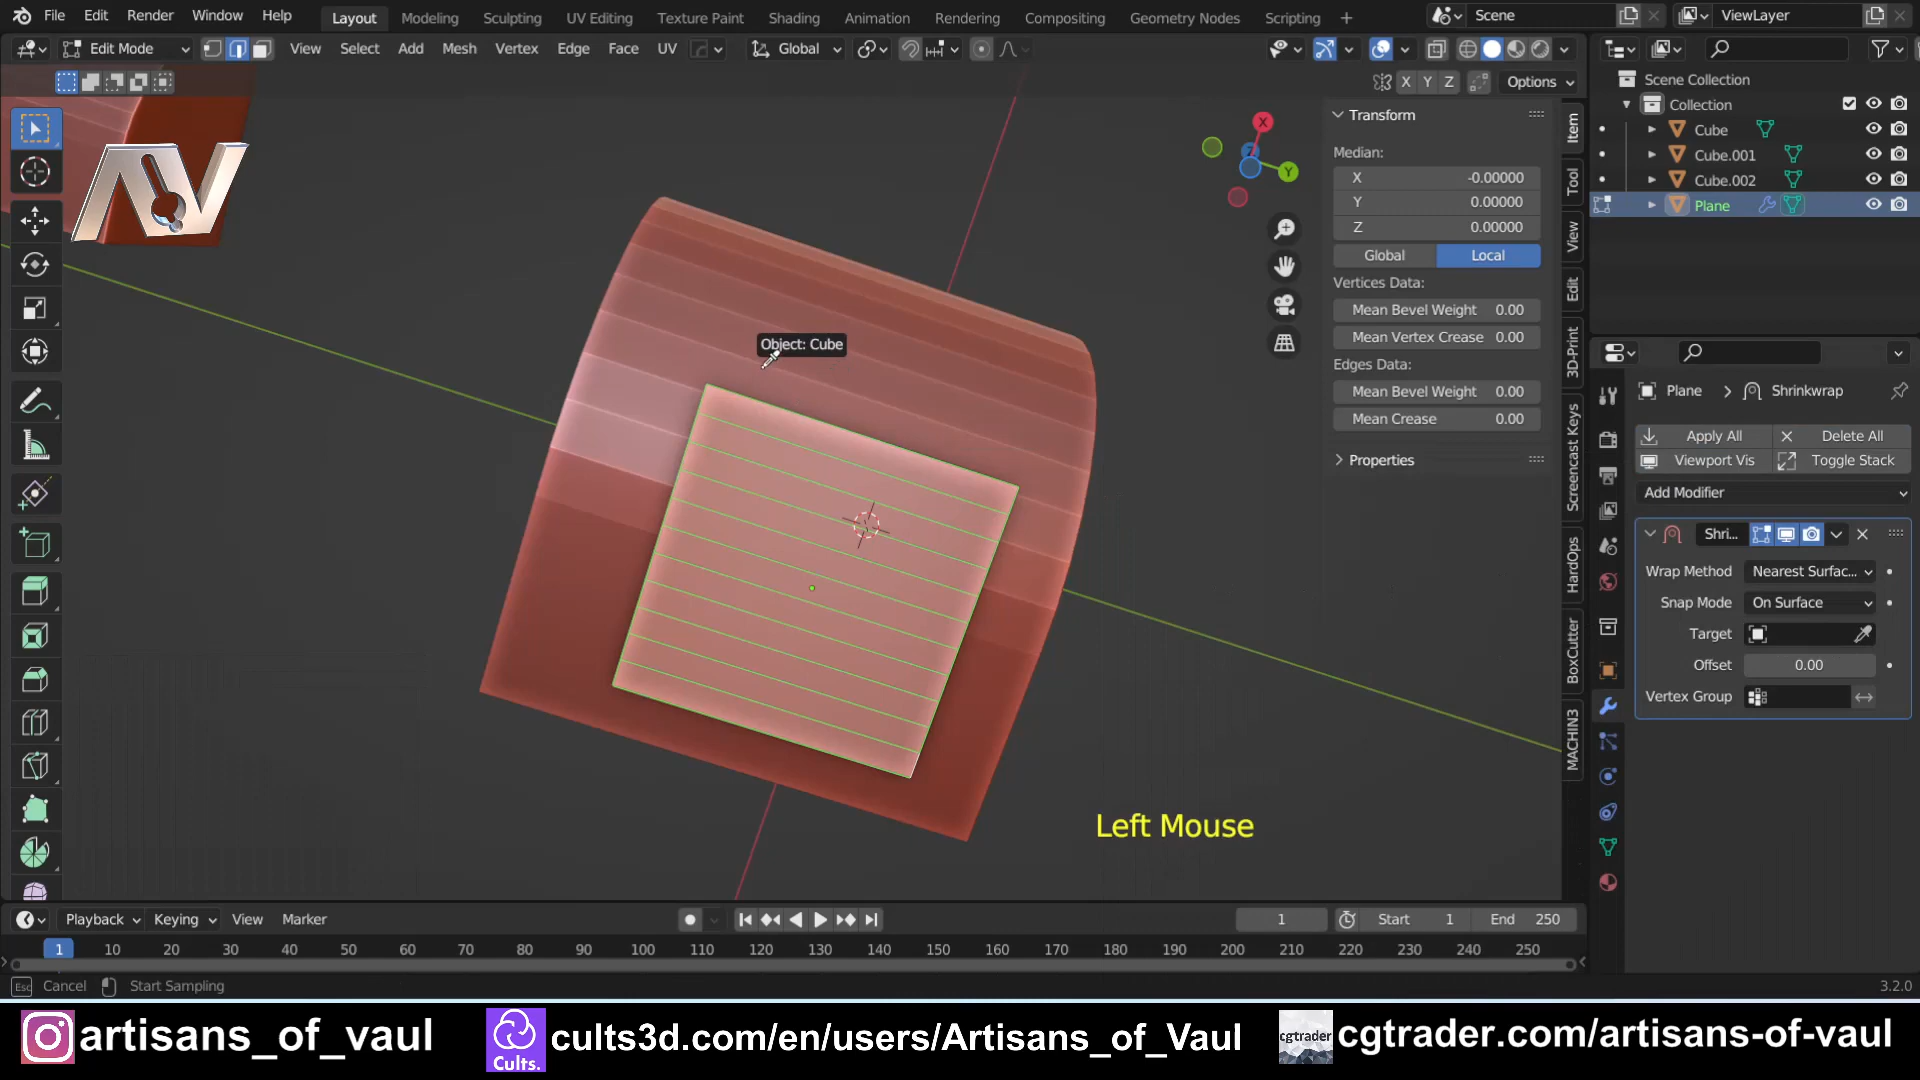 File Edit Render Window Help Layout Modeling Sculpting UV Editing Texture Paint Shading Animation Rendering Compositing Geometry Nodes Scripting + Scene ViewLayer
Edit Mode View Select Add Mesh Vertex Edge Face UV Global
X Y Z Options
Scene Collection
Collection
Cube
Cube.001
Cube.002
Plane
AV
X
Y
Transform
Median:
X -0.00000
Y 0.00000
Z 0.00000
Global Local
Vertices Data:
Mean Bevel Weight 0.00
Mean Vertex Crease 0.00
Edges Data:
Mean Bevel Weight 0.00
Mean Crease 0.00
Properties
Item
Tool
View
Edit
3D-Print
Screencast Keys
HardOps
BoxCutter
MACHIN3
Object: Cube
Left Mouse
Plane > Shrinkwrap
Apply All Delete All
Viewport Vis Toggle Stack
Add Modifier
Shri...
Wrap Method Nearest Surfac...
Snap Mode On Surface
Target
Offset 0.00
Vertex Group
Playback Keying View Marker 1 Start 1 End 250
1 10 20 30 40 50 60 70 80 90 100 110 120 130 140 150 160 170 180 190 200 210 220 230 240 250
Esc Cancel Start Sampling 3.2.0
artisans_of_vaul Cults. cults3d.com/en/users/Artisans_of_Vaul cgtrader cgtrader.com/artisans-of-vaul